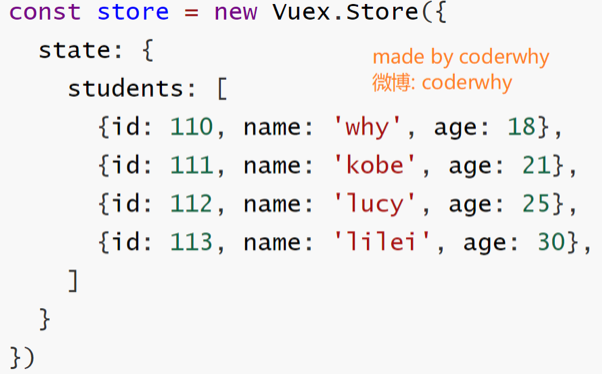 const store = new Vuex.Store({
state: {
made by coderwhy
微博: coderwhy
students: [
{id: 110, name: 'why', age: 18},
{id: 111, name: 'kobe', age: 21},
{id: 112, name: 'lucy', age: 25},
{id: 113, name: 'lilei', age: 30},
]
}
})